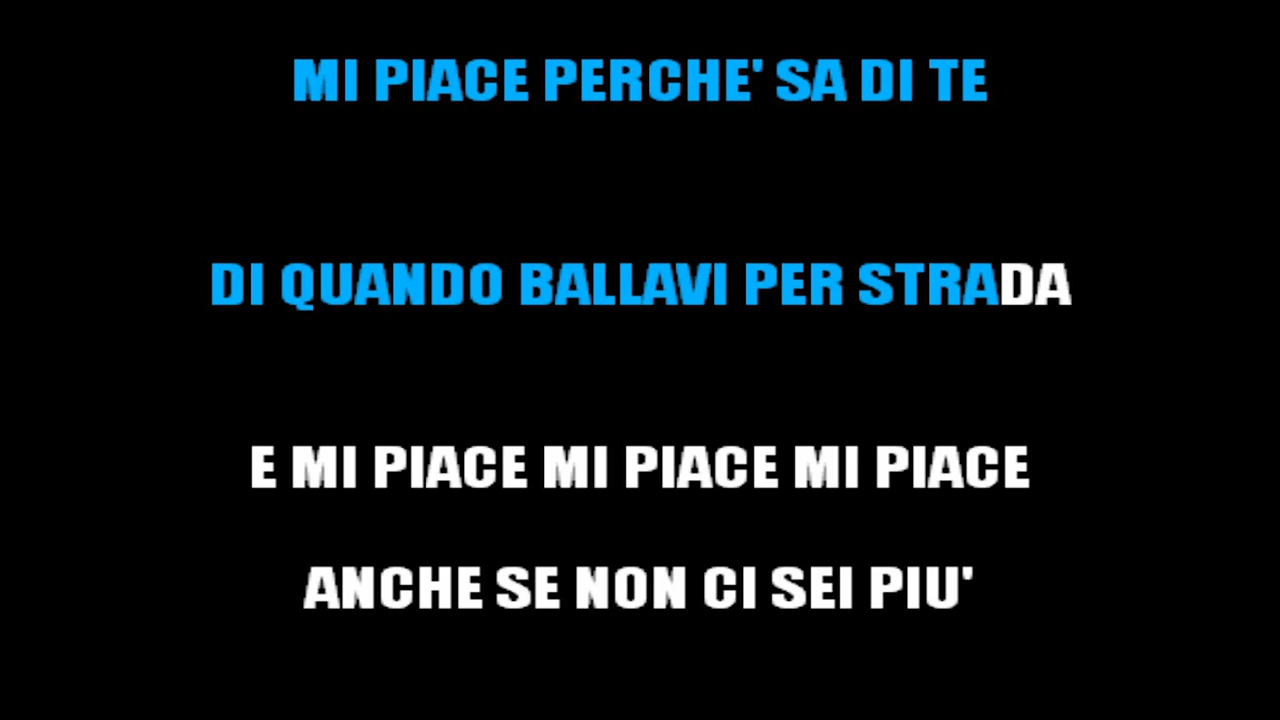 MI PIACE PERCHE' SA DI TE
DI QUANDO BALLAVI PER STRADA
E MI PIACE MI PIACE MI PIACE
ANCHE SE NON CI SEI PIU'